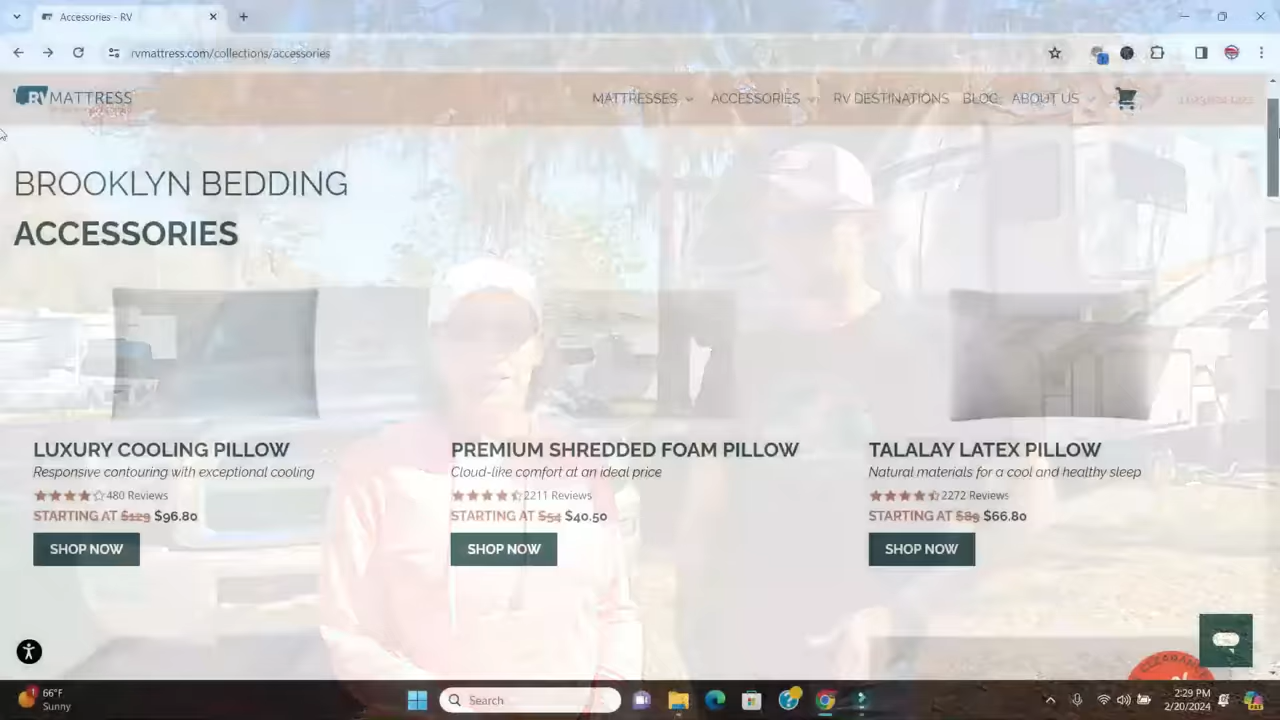 Accessories - RV
rvmattress.com/collections/accessories
RV MATTRESS
MATTRESSES ACCESSORIES RV DESTINATIONS BLOG ABOUT US
BROOKLYN BEDDING
ACCESSORIES
LUXURY COOLING PILLOW
Responsive contouring with exceptional cooling
480 Reviews
STARTING AT $129 $96.80
SHOP NOW
PREMIUM SHREDDED FOAM PILLOW
Cloud-like comfort at an ideal price
2211 Reviews
STARTING AT $54 $40.50
SHOP NOW
TALALAY LATEX PILLOW
Natural materials for a cool and healthy sleep
2272 Reviews
STARTING AT $89 $66.80
SHOP NOW
1
66°F
Sunny
Search
2:29 PM
2/20/2024